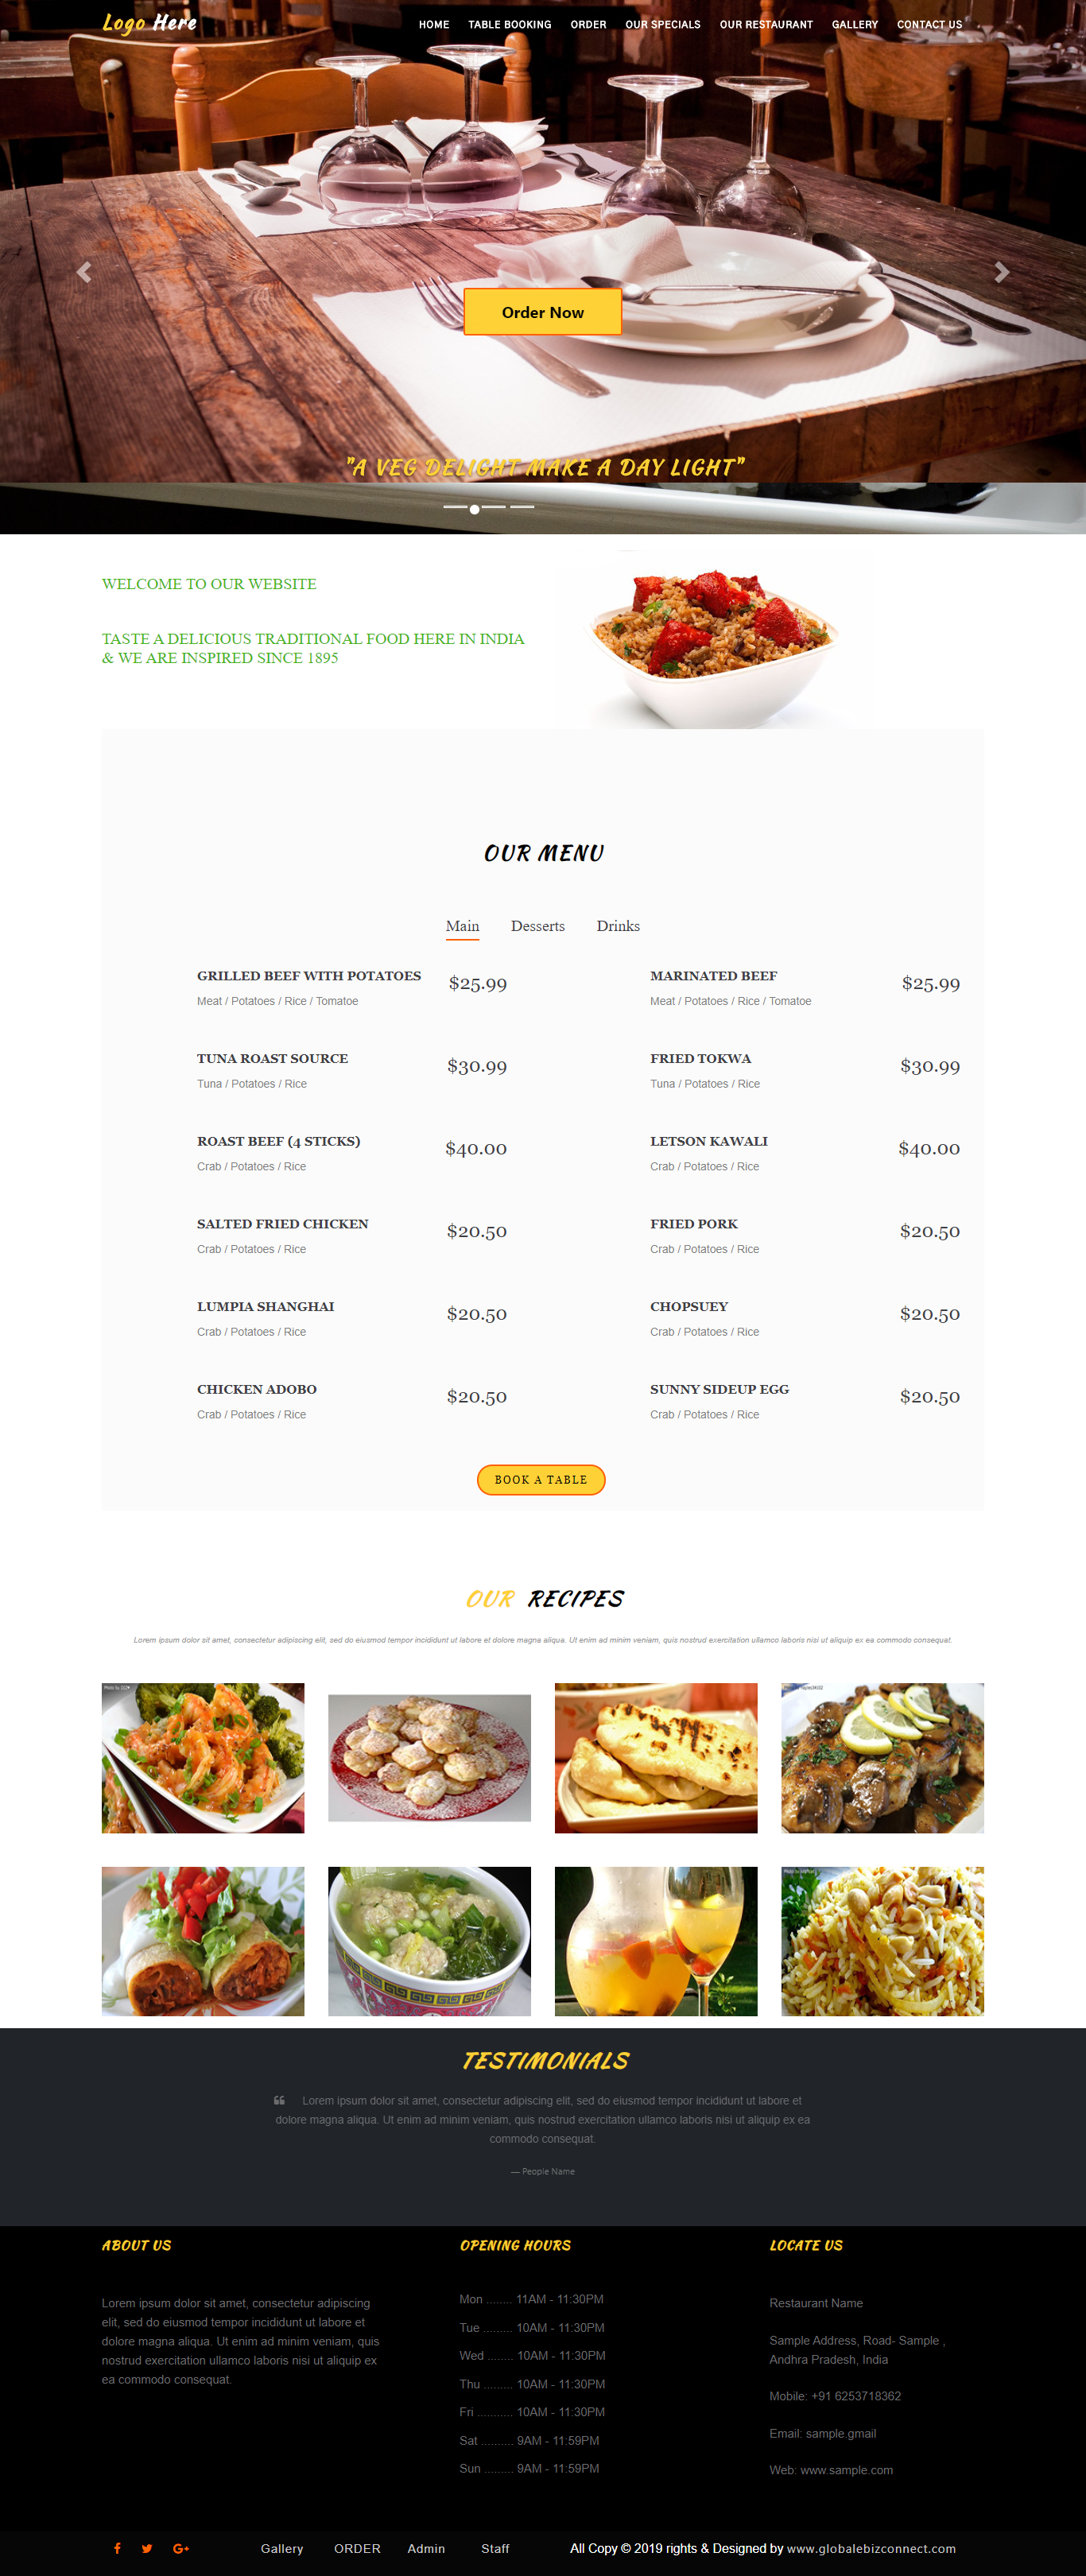 Logo Here
HOME TABLE BOOKING ORDER OUR SPECIALS OUR RESTAURANT GALLERY CONTACT US
Order Now
"A VEG DELIGHT MAKE A DAY LIGHT"
WELCOME TO OUR WEBSITE
TASTE A DELICIOUS TRADITIONAL FOOD HERE IN INDIA
& WE ARE INSPIRED SINCE 1895
OUR MENU
Main Desserts Drinks
GRILLED BEEF WITH POTATOES $25.99
Meat / Potatoes / Rice / Tomatoe
MARINATED BEEF $25.99
Meat / Potatoes / Rice / Tomatoe
TUNA ROAST SOURCE $30.99
Tuna / Potatoes / Rice
FRIED TOKWA $30.99
Tuna / Potatoes / Rice
ROAST BEEF (4 STICKS) $40.00
Crab / Potatoes / Rice
LETSON KAWALI $40.00
Crab / Potatoes / Rice
SALTED FRIED CHICKEN $20.50
Crab / Potatoes / Rice
FRIED PORK $20.50
Crab / Potatoes / Rice
LUMPIA SHANGHAI $20.50
Crab / Potatoes / Rice
CHOPSUEY $20.50
Crab / Potatoes / Rice
CHICKEN ADOBO $20.50
Crab / Potatoes / Rice
SUNNY SIDEUP EGG $20.50
Crab / Potatoes / Rice
BOOK A TABLE
OUR RECIPES
Lorem ipsum dolor sit amet, consectetur adipiscing elit, sed do eiusmod tempor incididunt ut labore et dolore magna aliqua. Ut enim ad minim veniam, quis nostrud exercitation ullamco laboris nisi ut aliquip ex ea commodo consequat.
TESTIMONIALS
Lorem ipsum dolor sit amet, consectetur adipiscing elit, sed do eiusmod tempor incididunt ut labore et
dolore magna aliqua. Ut enim ad minim veniam, quis nostrud exercitation ullamco laboris nisi ut aliquip ex ea
commodo consequat.
— People Name
ABOUT US
Lorem ipsum dolor sit amet, consectetur adipiscing
elit, sed do eiusmod tempor incididunt ut labore et
dolore magna aliqua. Ut enim ad minim veniam, quis
nostrud exercitation ullamco laboris nisi ut aliquip ex
ea commodo consequat.
OPENING HOURS
Mon ........ 11AM - 11:30PM
Tue ......... 10AM - 11:30PM
Wed ........ 10AM - 11:30PM
Thu ......... 10AM - 11:30PM
Fri ........... 10AM - 11:30PM
Sat .......... 9AM - 11:59PM
Sun ......... 9AM - 11:59PM
LOCATE US
Restaurant Name
Sample Address, Road- Sample ,
Andhra Pradesh, India
Mobile: +91 6253718362
Email: sample.gmail
Web: www.sample.com
Gallery ORDER Admin Staff All Copy © 2019 rights & Designed by www.globalebizconnect.com